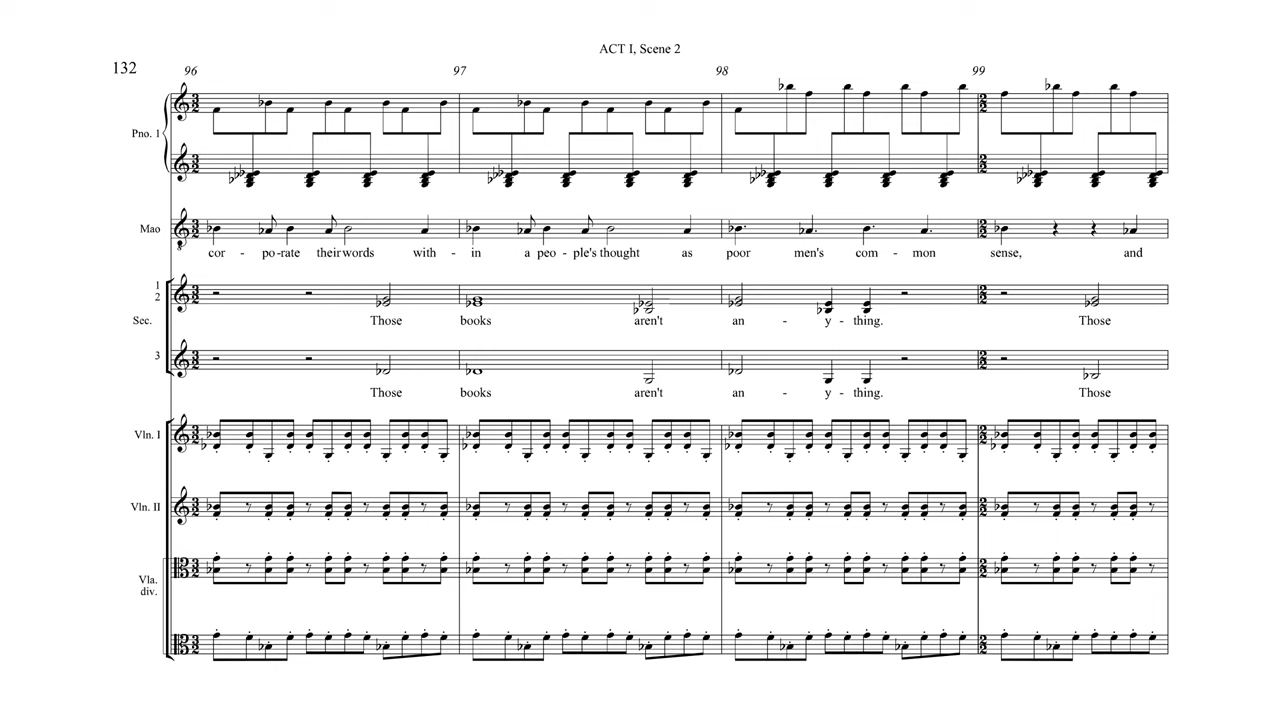 ACT I, Scene 2
132
96 97 98 99
Pno. 1
Mao
cor - po-rate their words with - in a peo - ple's thought as poor men's com - mon sense, and
1
2
Sec.
Those books aren't an - y - thing. Those
3
Those books aren't an - y - thing. Those
Vln. I
Vln. II
Vla.
div.